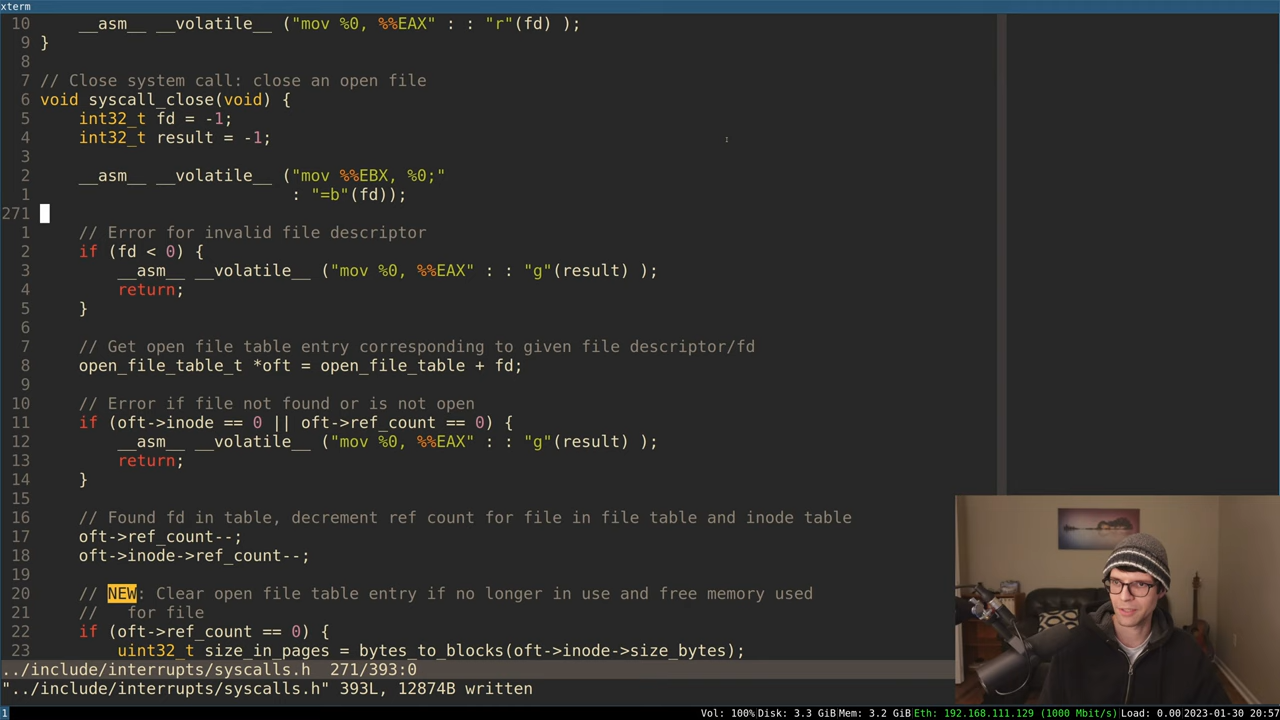 xterm
10 __asm__ __volatile__ ("mov %0, %%EAX" : : "r"(fd) );
9 }
8
7 // Close system call: close an open file
6 void syscall_close(void) {
5 int32_t fd = -1;
4 int32_t result = -1;
3
2 __asm__ __volatile__ ("mov %%EBX, %0;"
1 : "=b"(fd));
271
1 // Error for invalid file descriptor
2 if (fd < 0) {
3 __asm__ __volatile__ ("mov %0, %%EAX" : : "g"(result) );
4 return;
5 }
6
7 // Get open file table entry corresponding to given file descriptor/fd
8 open_file_table_t *oft = open_file_table + fd;
9
10 // Error if file not found or is not open
11 if (oft->inode == 0 || oft->ref_count == 0) {
12 __asm__ __volatile__ ("mov %0, %%EAX" : : "g"(result) );
13 return;
14 }
15
16 // Found fd in table, decrement ref count for file in file table and inode table
17 oft->ref_count--;
18 oft->inode->ref_count--;
19
20 // NEW: Clear open file table entry if no longer in use and free memory used
21 // for file
22 if (oft->ref_count == 0) {
23 uint32_t size_in_pages = bytes_to_blocks(oft->inode->size_bytes);
../include/interrupts/syscalls.h 271/393:0
"../include/interrupts/syscalls.h" 393L, 12874B written
1 Vol: 100% Disk: 3.3 GiB Mem: 3.2 GiB Eth: 192.168.111.129 (1000 Mbit/s) Load: 0.00 2023-01-30 20:57